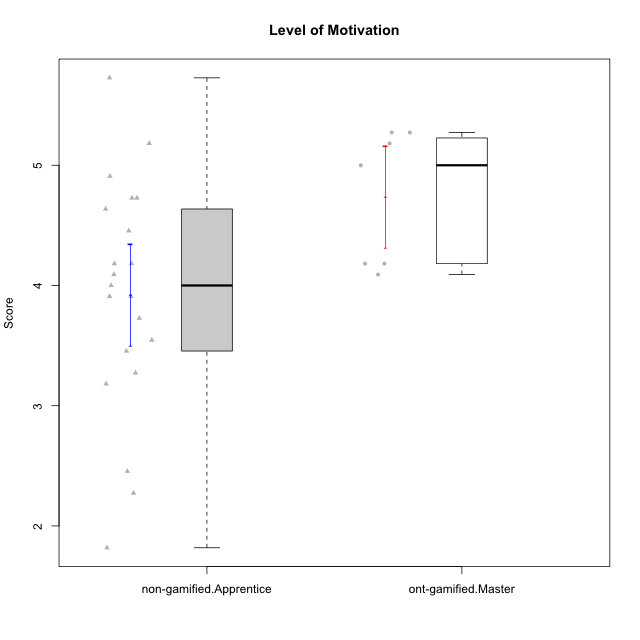 Level of Motivation
Score
5
4
3
2
non-gamified.Apprentice
ont-gamified.Master